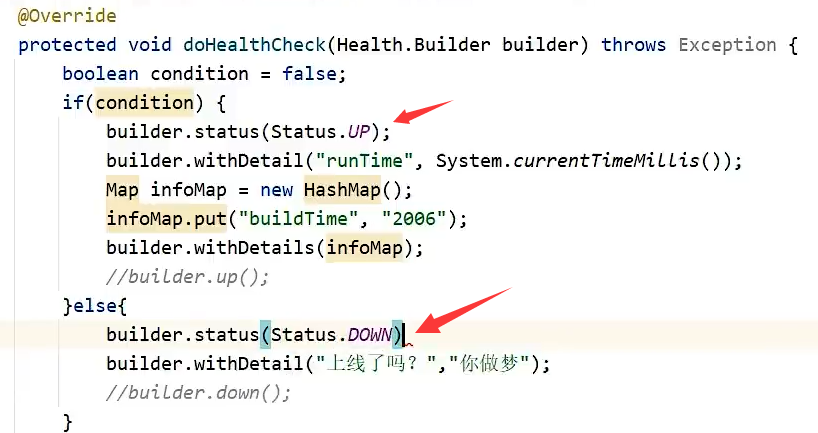 @Override
protected void doHealthCheck(Health.Builder builder) throws Exception {
boolean condition = false;
if(condition) {
builder.status(Status.UP);
builder.withDetail("runTime", System.currentTimeMillis());
Map infoMap = new HashMap();
infoMap.put("buildTime", "2006");
builder.withDetails(infoMap);
//builder.up();
}else{
builder.status(Status.DOWN)
builder.withDetail("上线了吗？","你做梦");
//builder.down();
}